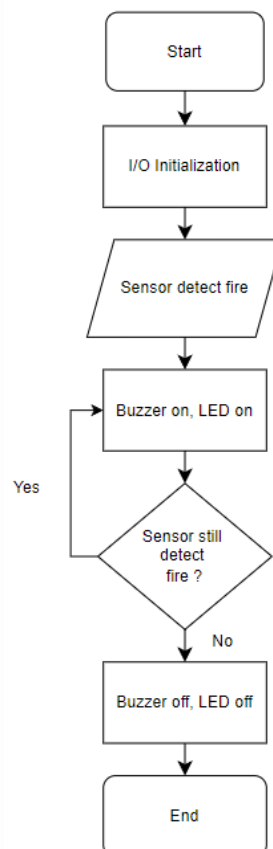 Start
I/O Initialization
Sensor detect fire
Buzzer on, LED on
Yes
Sensor still
detect
fire ?
No
Buzzer off, LED off
End